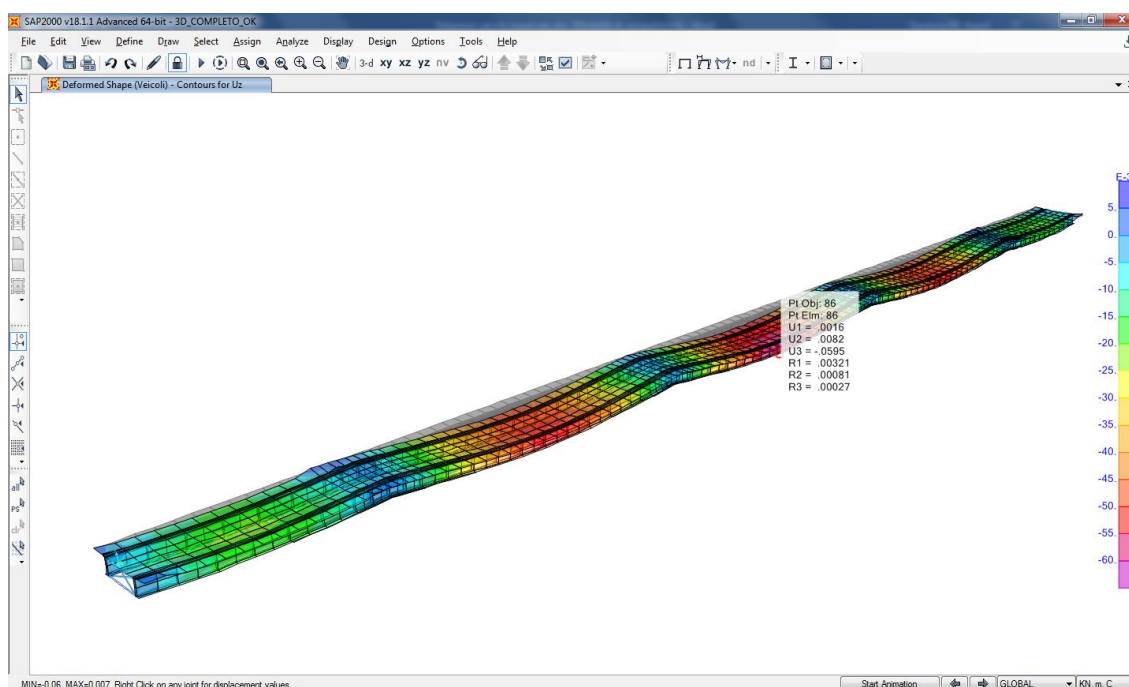 SAP2000 v18.1.1 Advanced 64-bit - 3D_COMPLETO_OK
File Edit View Define Draw Select Assign Analyze Display Design Options Tools Help
3-d xy xz yz nv nd
Deformed Shape (Veicoli) - Contours for Uz
5.
0.
-5.
-10.
-15.
-20.
-25.
-30.
-35.
-40.
-45.
-50.
-55.
-60.
Pt Obj: 86
Pt Elm: 86
U1 = .0016
U2 = .0082
U3 = -.0595
R1 = .00321
R2 = .00081
R3 = .00027
all
PS
clr
MIN=-0.06, MAX=0.007, Right Click on any joint for displacement values
Start Animation
GLOBAL
KN, m, C